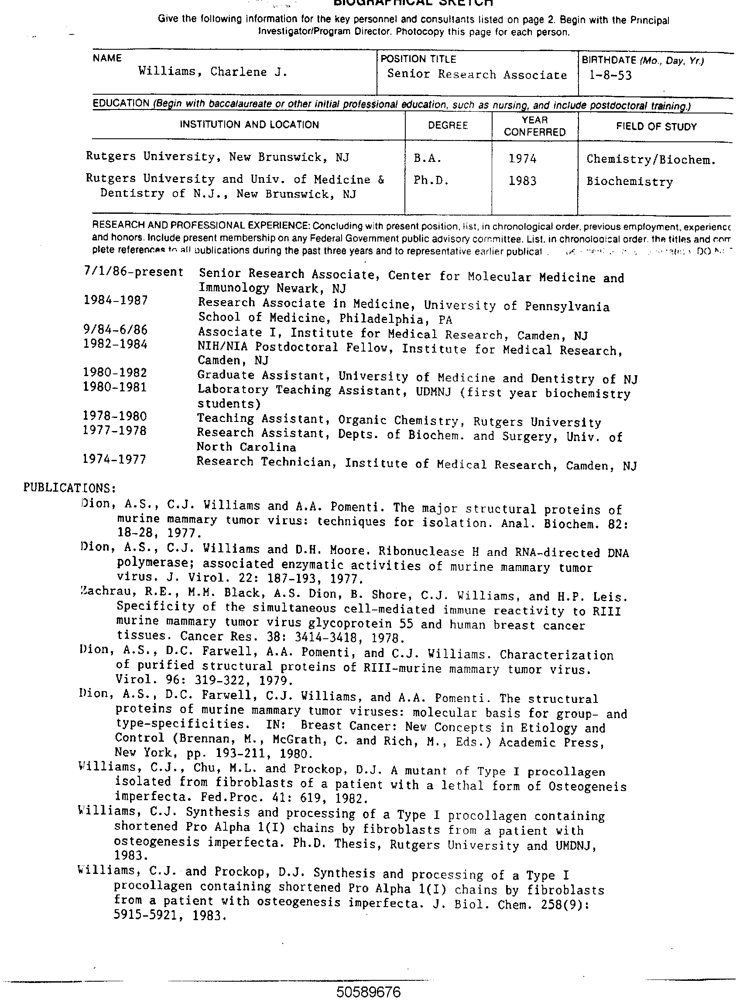 BIOGRAPHICAL SKETCH
Give the following information for the key personnel and consultants listed on page 2. Begin with the Principal
Investigator/Program Director. Photocopy this page for each person.
NAME POSITION TITLE BIRTHDATE (Mo., Day, Yr.)
Williams, Charlene J. Senior Research Associate 1-8-53
EDUCATION (Begin with baccalaureate or other initial professional education, such as nursing, and include postdoctoral training.)
INSTITUTION AND LOCATION DEGREE YEAR CONFERRED FIELD OF STUDY
Rutgers University, New Brunswick, NJ B.A. 1974 Chemistry/Biochem.
Rutgers University and Univ. of Medicine & Ph.D. 1983 Biochemistry
Dentistry of N.J., New Brunswick, NJ
RESEARCH AND PROFESSIONAL EXPERIENCE: Concluding with present position, list, in chronological order, previous employment, experience
and honors. Include present membership on any Federal Government public advisory committee. List, in chronological order, the titles and com
plete references to all publications during the past three years and to representative earlier publicat DO N
7/1/86-present Senior Research Associate, Center for Molecular Medicine and
Immunology Newark, NJ
1984-1987 Research Associate in Medicine, University of Pennsylvania
School of Medicine, Philadelphia, PA
9/84-6/86 Associate I, Institute for Medical Research, Camden, NJ
1982-1984 NIH/NIA Postdoctoral Fellow, Institute for Medical Research,
Camden, NJ
1980-1982 Graduate Assistant, University of Medicine and Dentistry of NJ
1980-1981 Laboratory Teaching Assistant, UDMNJ (first year biochemistry
students)
1978-1980 Teaching Assistant, Organic Chemistry, Rutgers University
1977-1978 Research Assistant, Depts. of Biochem. and Surgery, Univ. of
North Carolina
1974-1977 Research Technician, Institute of Medical Research, Camden, NJ
PUBLICATIONS:
Dion, A.S., C.J. Williams and A.A. Pomenti. The major structural proteins of
murine mammary tumor virus: techniques for isolation. Anal. Biochem. 82:
18-28, 1977.
Dion, A.S., C.J. Williams and D.H. Moore. Ribonuclease H and RNA-directed DNA
polymerase; associated enzymatic activities of murine mammary tumor
virus. J. Virol. 22: 187-193, 1977.
Zachrau, R.E., M.M. Black, A.S. Dion, B. Shore, C.J. Williams, and H.P. Leis.
Specificity of the simultaneous cell-mediated immune reactivity to RIII
murine mammary tumor virus glycoprotein 55 and human breast cancer
tissues. Cancer Res. 38: 3414-3418, 1978.
Dion, A.S., D.C. Farwell, A.A. Pomenti, and C.J. Williams. Characterization
of purified structural proteins of RIII-murine mammary tumor virus.
Virol. 96: 319-322, 1979.
Dion, A.S., D.C. Farwell, C.J. Williams, and A.A. Pomenti. The structural
proteins of murine mammary tumor viruses: molecular basis for group- and
type-specificities. IN: Breast Cancer: New Concepts in Etiology and
Control (Brennan, M., McGrath, C. and Rich, M., Eds.) Academic Press,
New York, pp. 193-211, 1980.
Williams, C.J., Chu, M.L. and Prockop, D.J. A mutant of Type I procollagen
isolated from fibroblasts of a patient with a lethal form of Osteogeneis
imperfecta. Fed.Proc. 41: 619, 1982.
Williams, C.J. Synthesis and processing of a Type I procollagen containing
shortened Pro Alpha 1(I) chains by fibroblasts from a patient with
osteogenesis imperfecta. Ph.D. Thesis, Rutgers University and UMDNJ,
1983.
Williams, C.J. and Prockop, D.J. Synthesis and processing of a Type I
procollagen containing shortened Pro Alpha 1(I) chains by fibroblasts
from a patient with osteogenesis imperfecta. J. Biol. Chem. 258(9):
5915-5921, 1983.
50589676